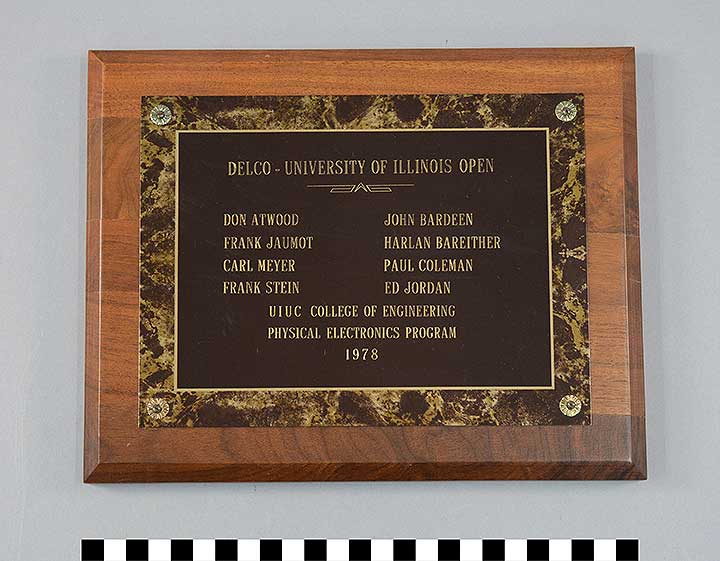 DELCO - UNIVERSITY OF ILLINOIS OPEN
DON ATWOOD JOHN BARDEEN
FRANK JAUMOT HARLAN BAREITHER
CARL MEYER PAUL COLEMAN
FRANK STEIN ED JORDAN
UIUC COLLEGE OF ENGINEERING
PHYSICAL ELECTRONICS PROGRAM
1978